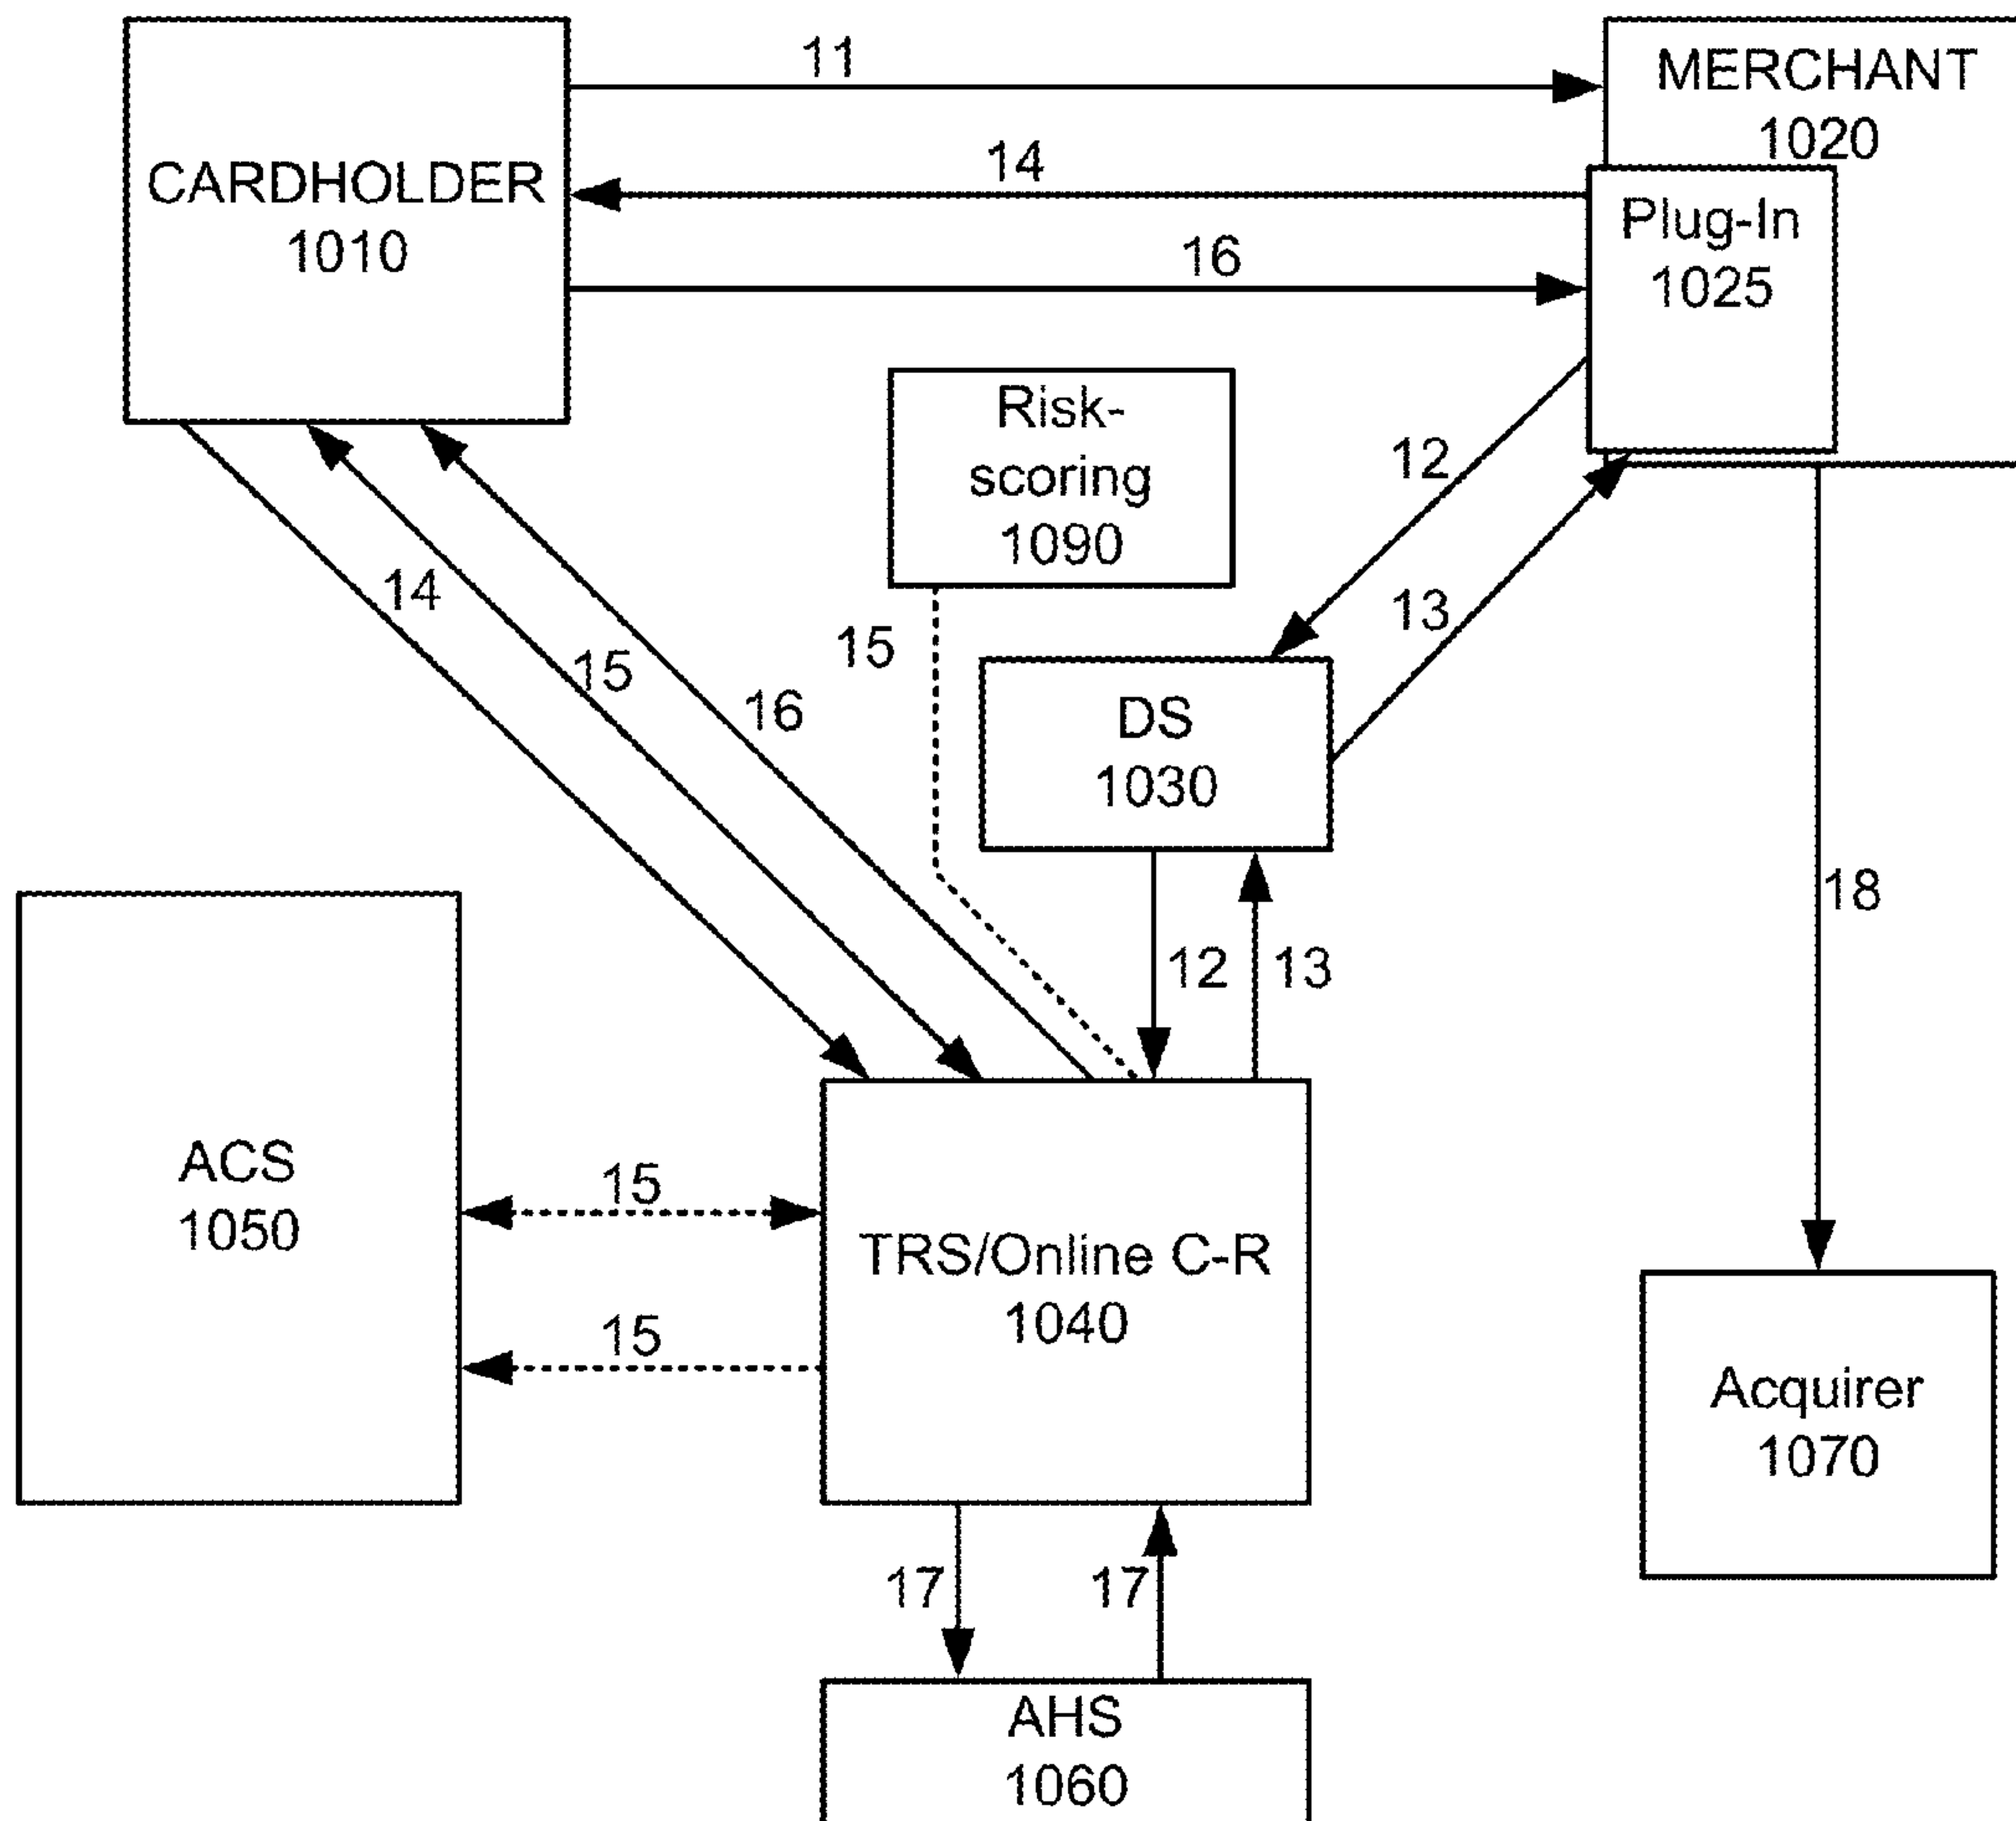 11
MERCHANT
1020
CARDHOLDER
1010
14
Plug-In
1025
16
Risk-
scoring
1090
12
13
14
15
16
15
DS
1030
18
12
13
ACS
1050
15
15
TRS/Online C-R
1040
Acquirer
1070
17
17
AHS
1060